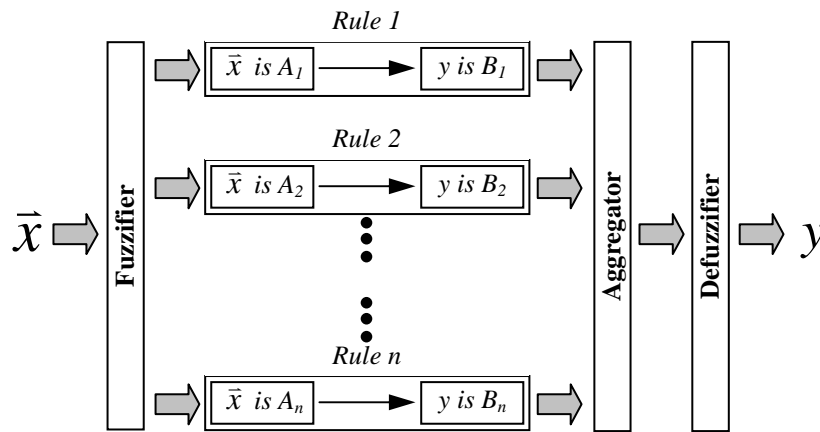 Rule 1
x⃗ is A₁ y is B₁
Rule 2
x⃗ is A₂ y is B₂
x⃗ Fuzzifier Aggregator Defuzzifier y
Rule n
x⃗ is Aₙ y is Bₙ